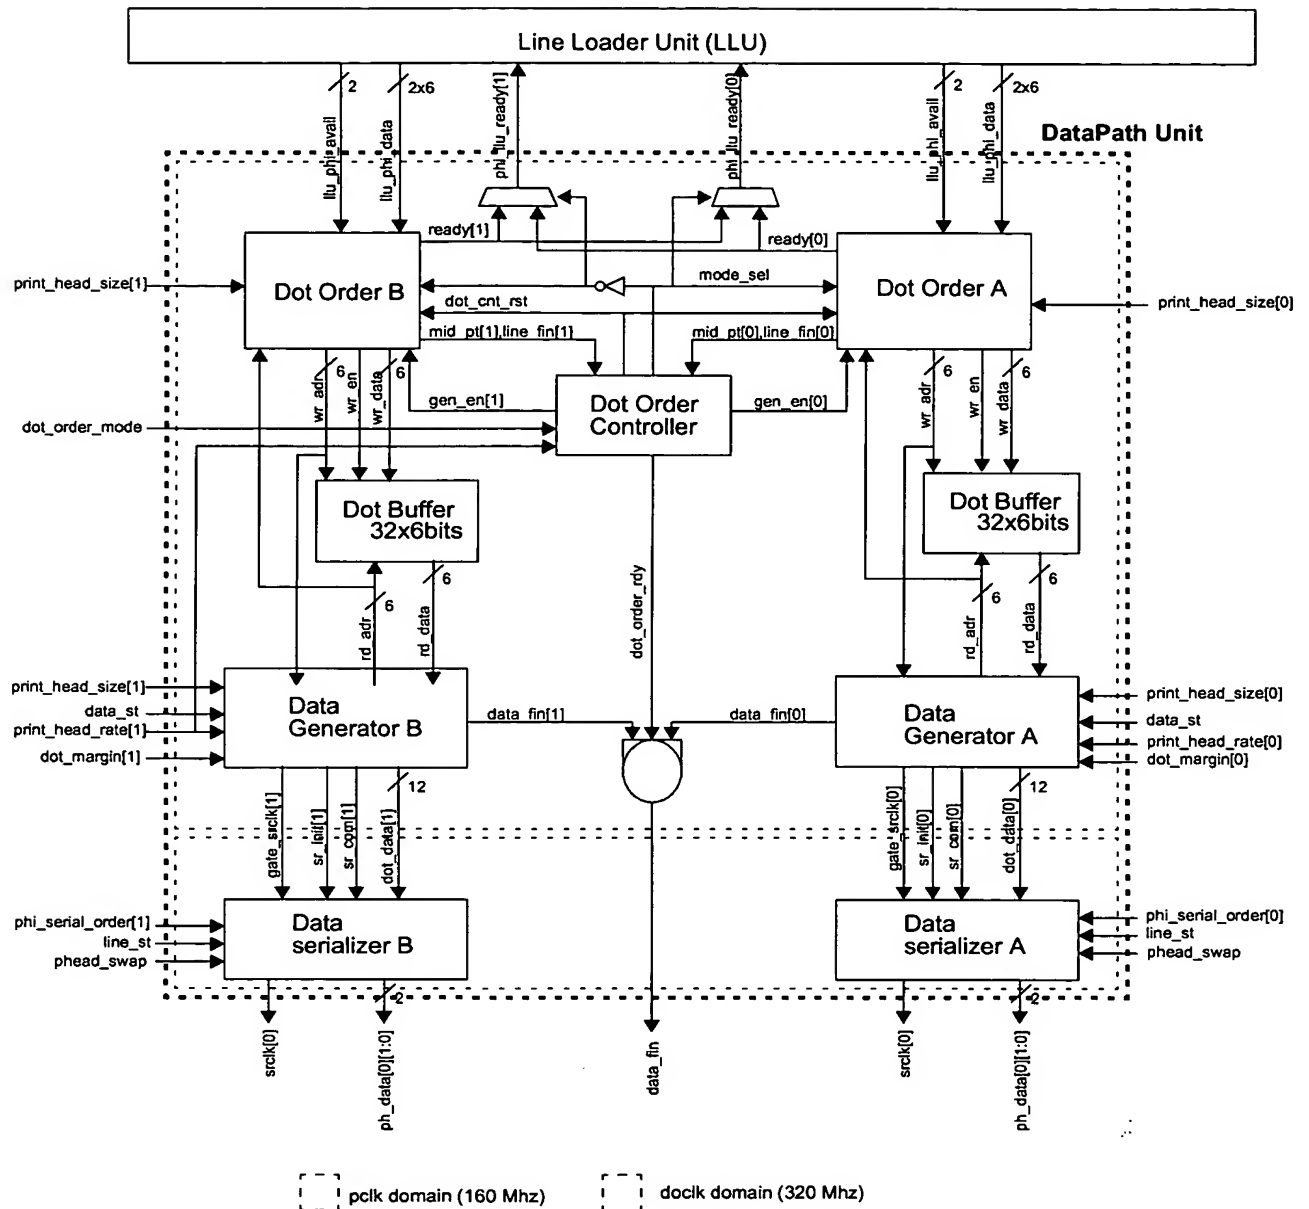 Line Loader Unit (LLU)
2
2x6
2
2x6
llu_phi_avail
llu_phi_data
phi_llu_ready[1]
phi_llu_ready[0]
llu_phi_avail
llu_phi_data
DataPath Unit
ready[1]
ready[0]
print_head_size[1]
Dot Order B
mode_sel
Dot Order A
print_head_size[0]
dot_cnt_rst
mid_pt[1],line_fin[1]
mid_pt[0],line_fin[0]
6
6
6
6
wr_adr
wr_en
wr_data
gen_en[1]
Dot Order
Controller
gen_en[0]
wr_adr
wr_en
wr_data
dot_order_mode
Dot Buffer
32x6bits
Dot Buffer
32x6bits
6
6
6
6
rd_adr
rd_data
dot_order_rdy
rd_adr
rd_data
print_head_size[1]
data_st
print_head_rate[1]
dot_margin[1]
Data
Generator B
data_fin[1]
data_fin[0]
Data
Generator A
print_head_size[0]
data_st
print_head_rate[0]
dot_margin[0]
12
12
gate_srclk[1]
sr_init[1]
sr_com[1]
dot_data[1]
gate_srclk[0]
sr_init[0]
sr_com[0]
dot_data[0]
phi_serial_order[1]
line_st
phead_swap
Data
serializer B
Data
serializer A
phi_serial_order[0]
line_st
phead_swap
2
2
srclk[0]
ph_data[0][1:0]
data_fin
srclk[0]
ph_data[0][1:0]
pclk domain (160 Mhz)
doclk domain (320 Mhz)